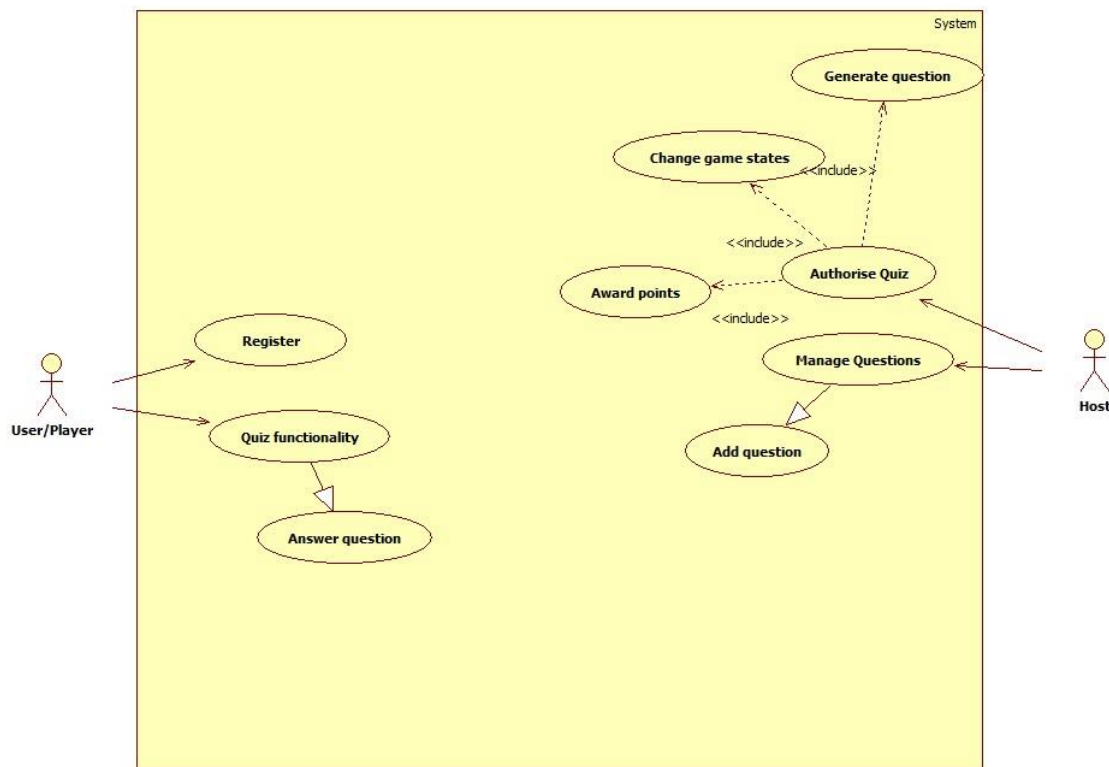 System
Generate question
Change game states
<<include>>
<<include>>
Authorise Quiz
Award points
<<include>>
Register
Manage Questions
User/Player
Host
Quiz functionality
Add question
Answer question